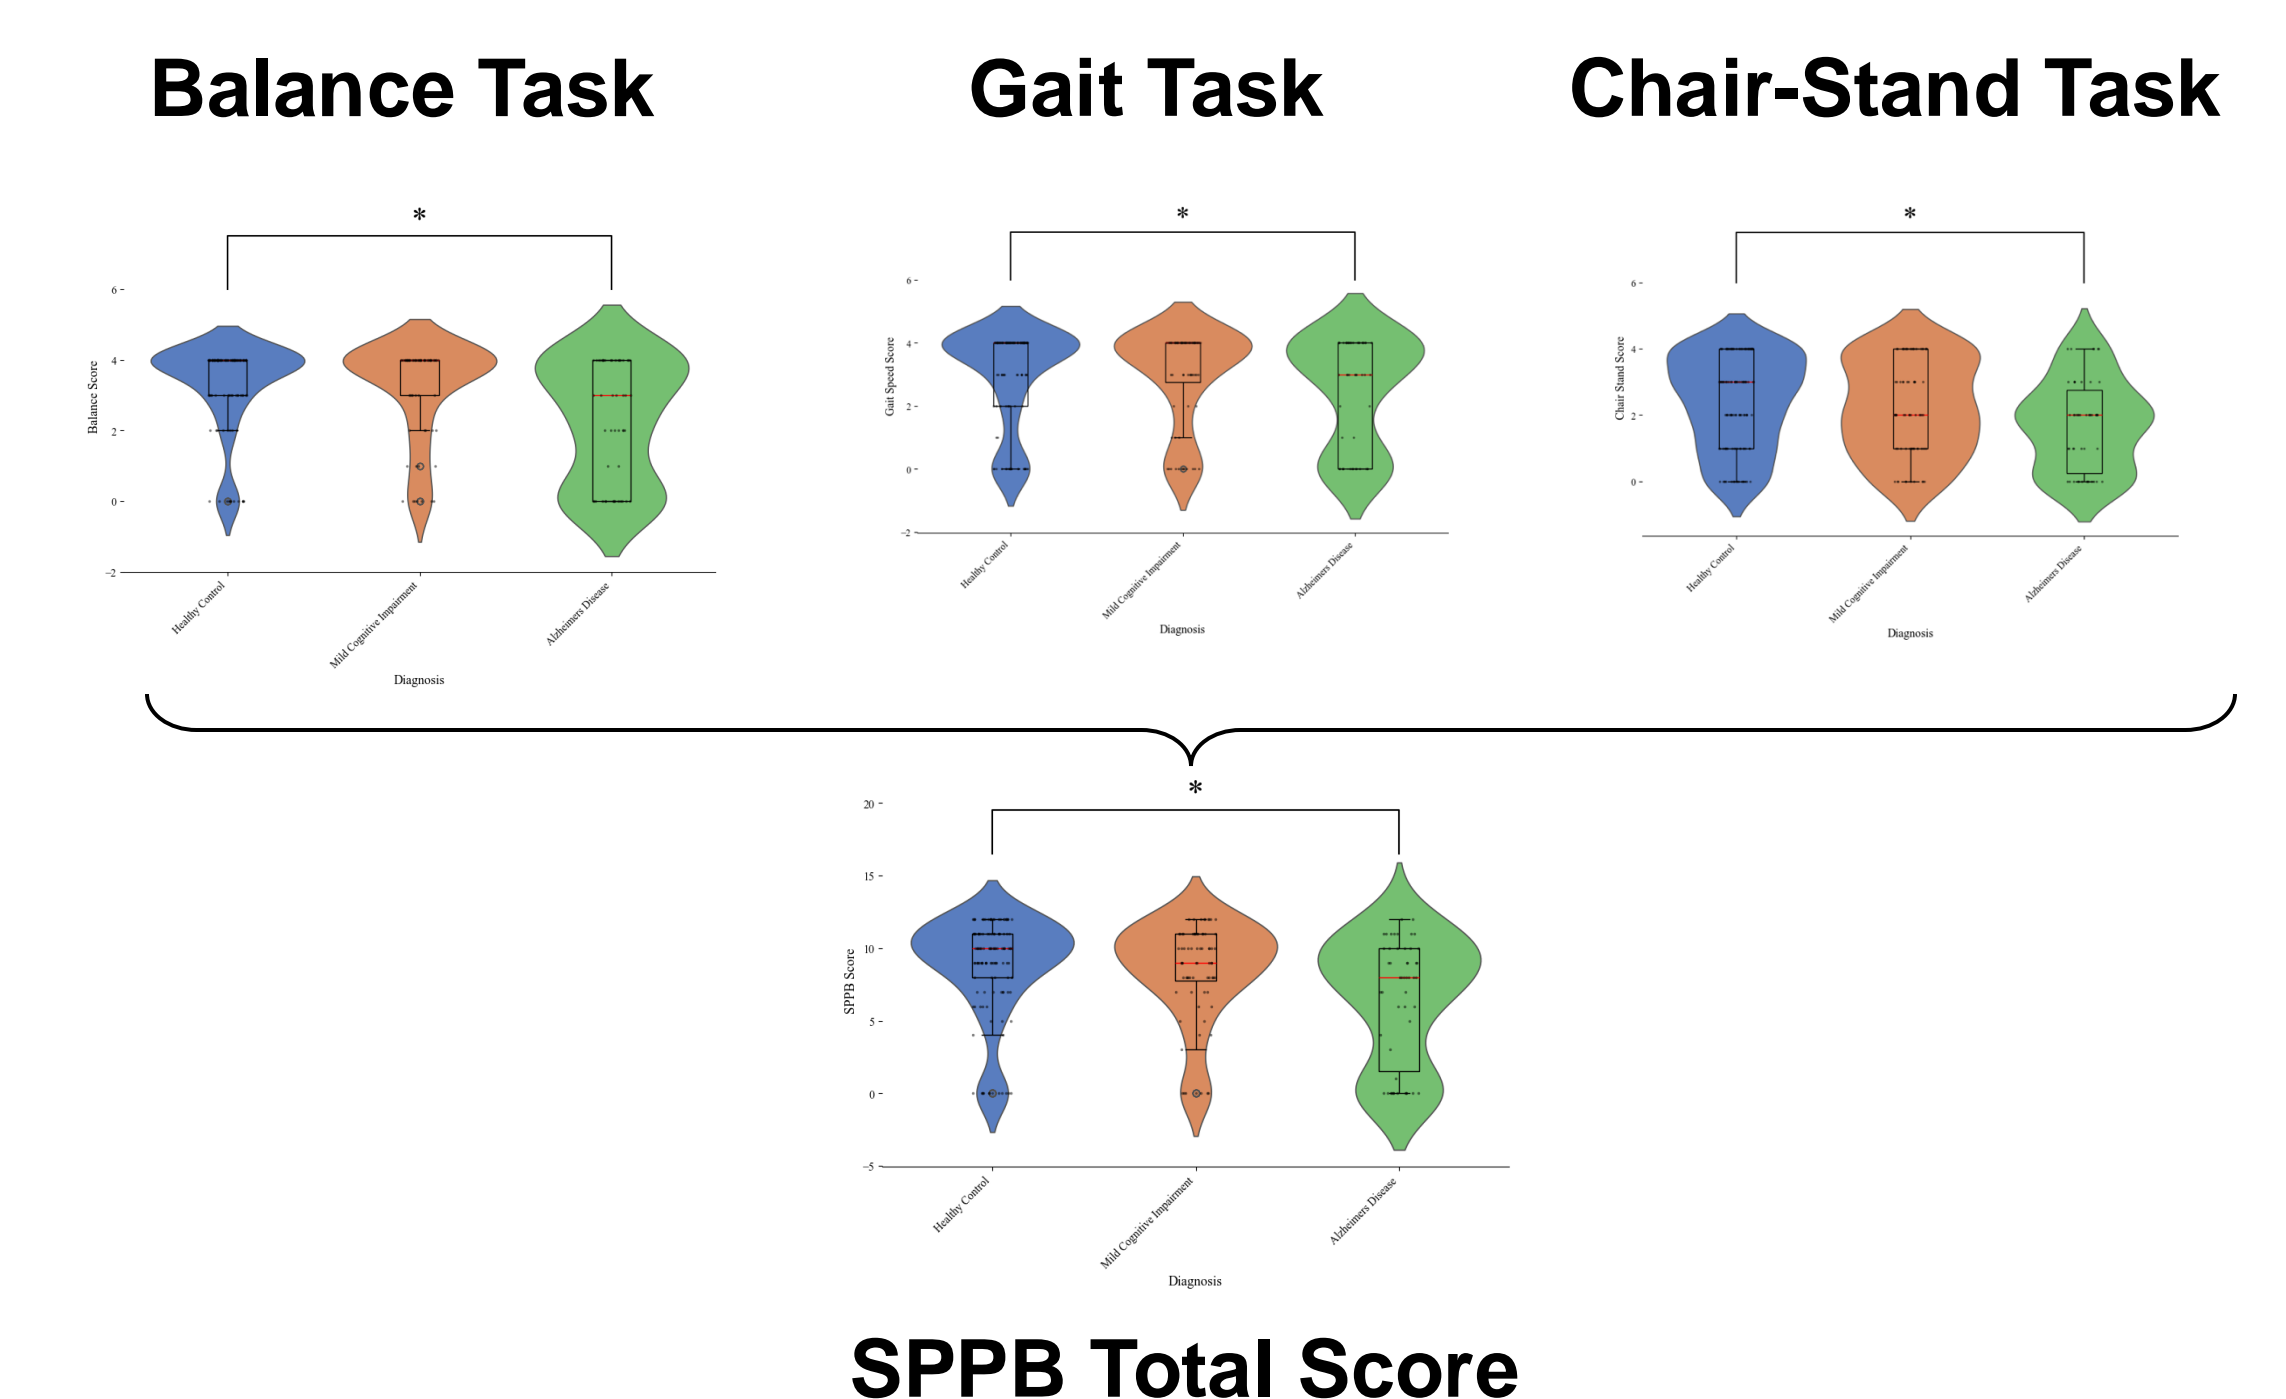 Balance Task
Gait Task
Chair-Stand Task
*
6
4
2
0
−2
Balance Score
Healthy Control
Mild Cognitive Impairment
Alzheimers Disease
Diagnosis
*
6
4
2
0
−2
Gait Speed Score
Healthy Control
Mild Cognitive Impairment
Alzheimers Disease
Diagnosis
*
6
4
2
0
Chair Stand Score
Healthy Control
Mild Cognitive Impairment
Alzheimers Disease
Diagnosis
*
20
15
10
5
0
−5
SPPB Score
Healthy Control
Mild Cognitive Impairment
Alzheimers Disease
Diagnosis
SPPB Total Score